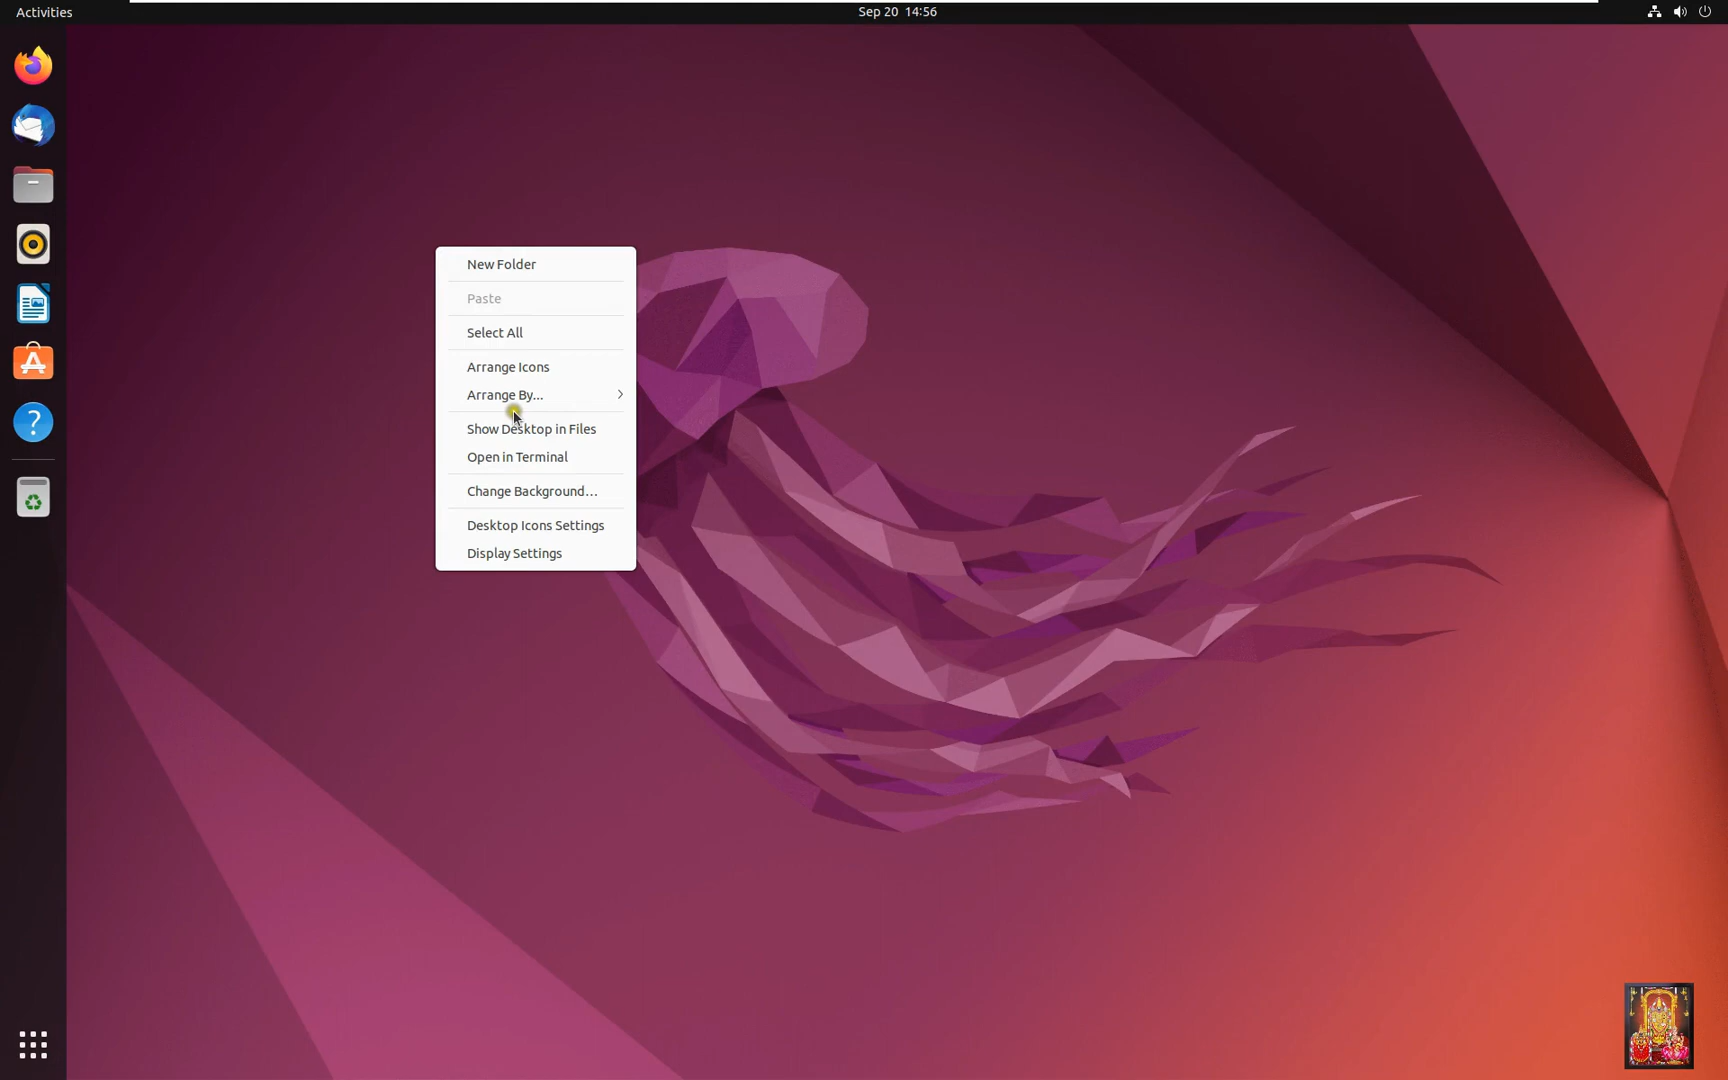 Activities
Sep 20 14:56
New Folder
Paste
Select All
Arrange Icons
Arrange By...
Show Desktop in Files
Open in Terminal
Change Background…
Desktop Icons Settings
Display Settings